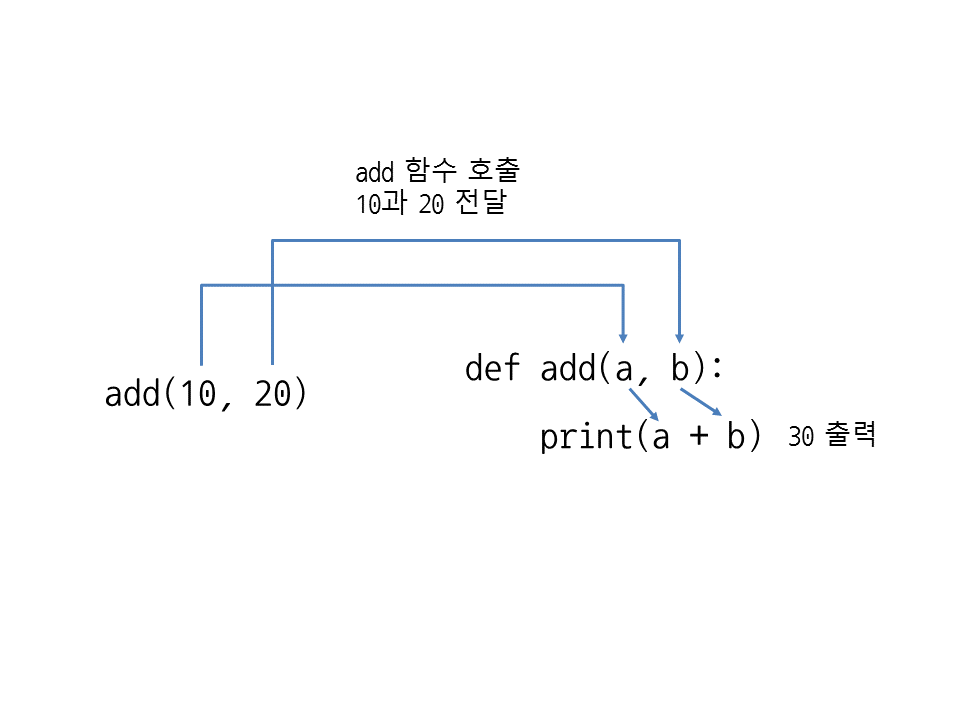 add 함수 호출
10과 20 전달
add(10, 20)
def add(a, b):
print(a + b)
30 출력